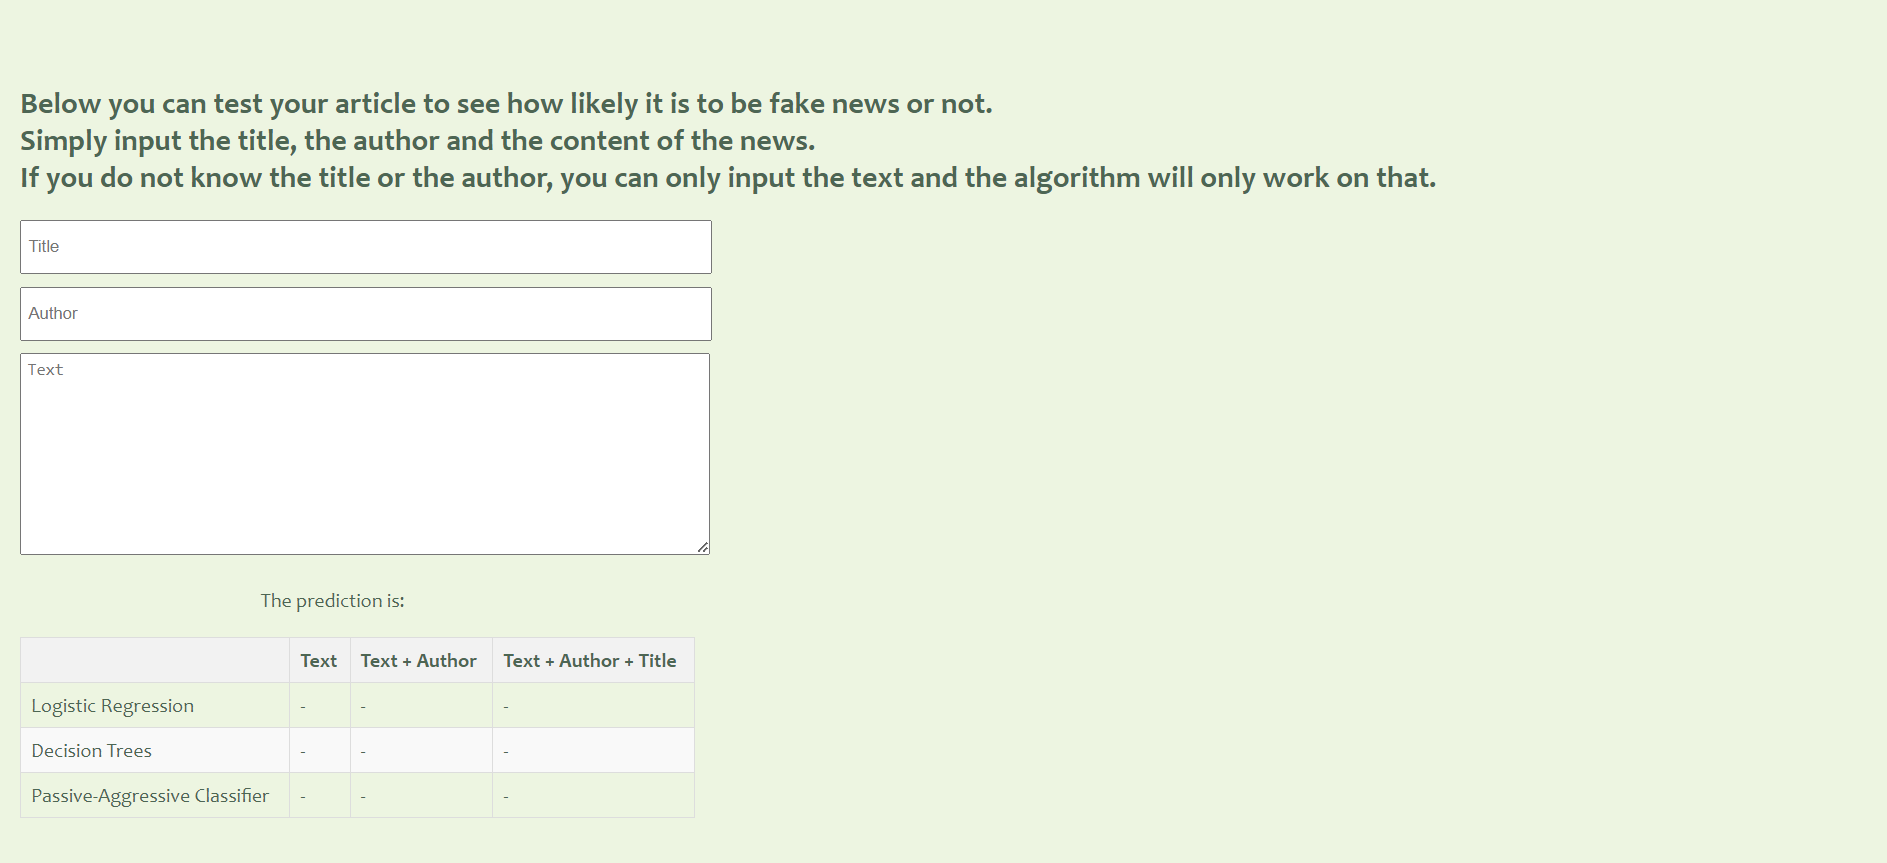 Below you can test your article to see how likely it is to be fake news or not.
Simply input the title, the author and the content of the news.
If you do not know the title or the author, you can only input the text and the algorithm will only work on that.
Title
Author
Text
The prediction is:
Text Text + Author Text + Author + Title
Logistic Regression - - -
Decision Trees - - -
Passive-Aggressive Classifier - - -